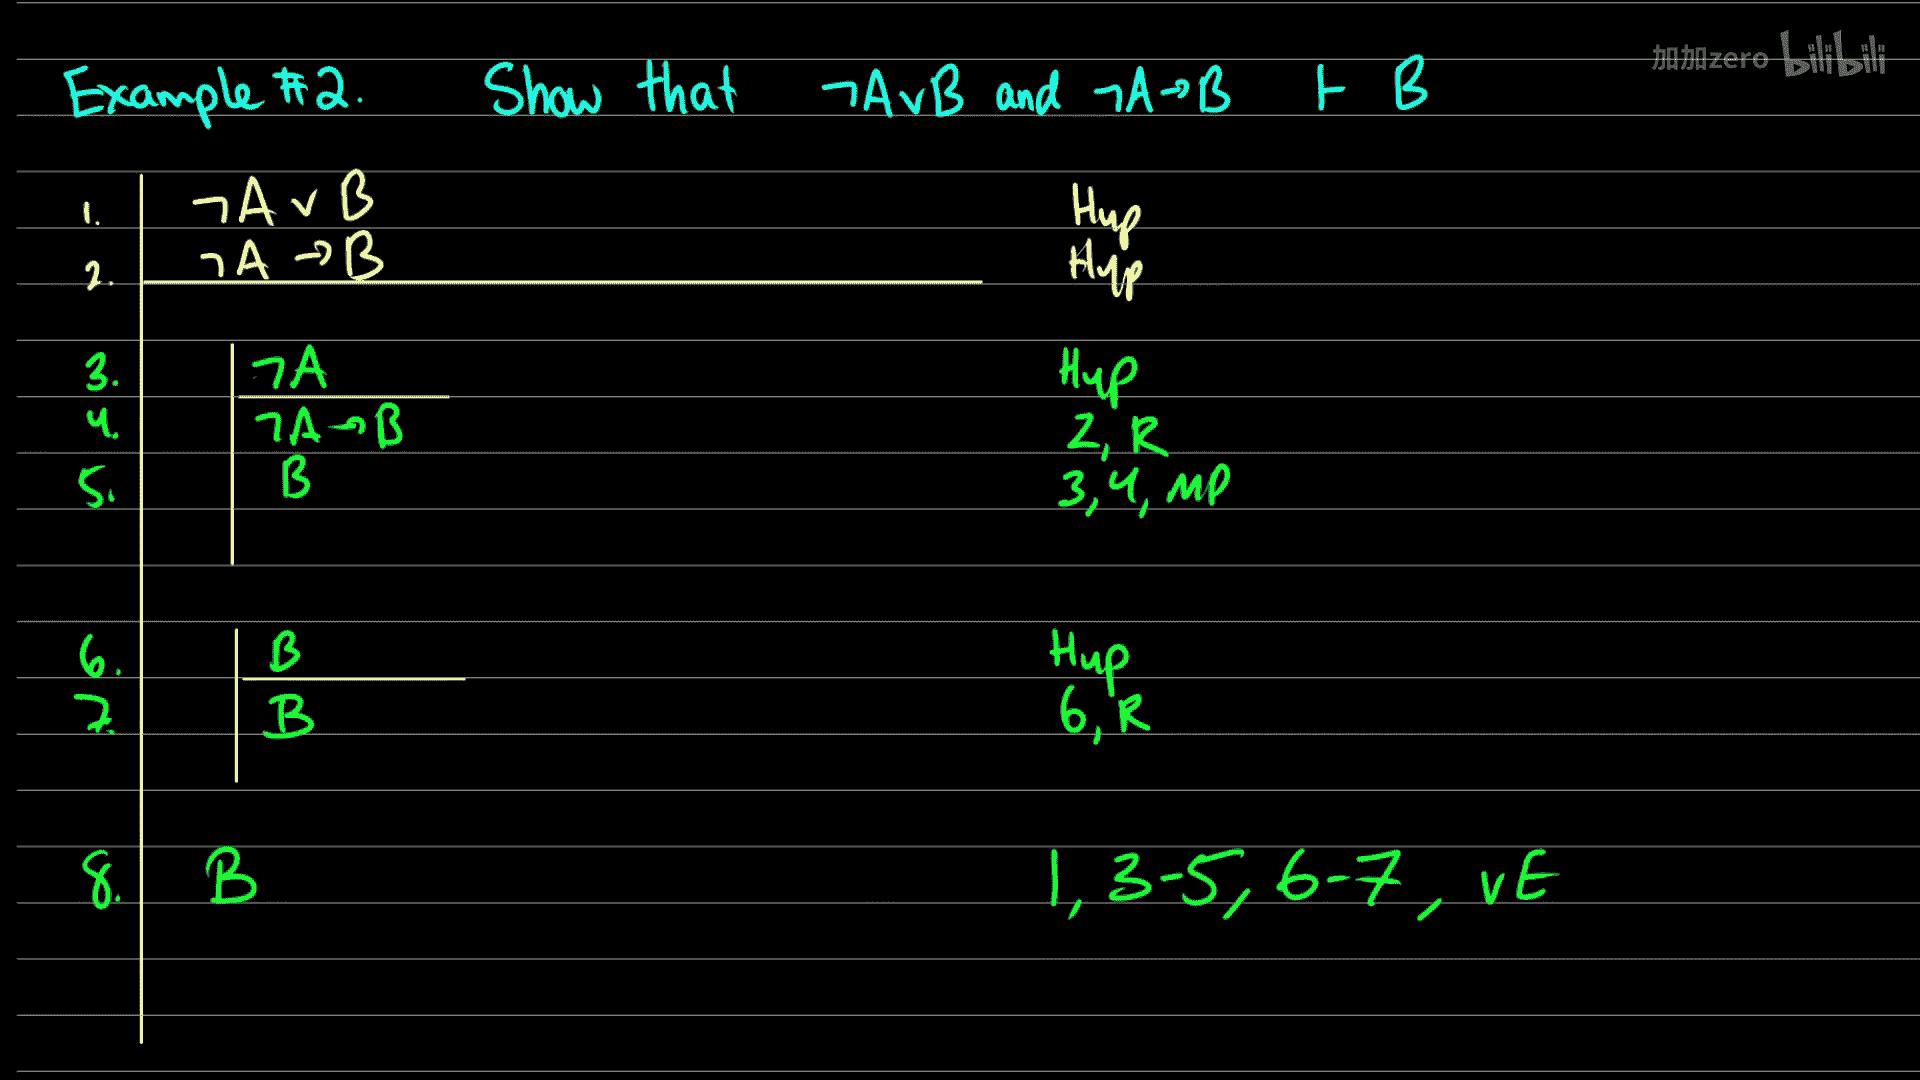 加加zero bilibili
Example #2. Show that ¬A∨B and ¬A→B ⊢ B
1. ¬A ∨ B Hyp
2. ¬A → B Hyp
3. ¬A Hyp
4. ¬A→B 2, R
5. B 3, 4, MP
6. B Hyp
7. B 6, R
8. B 1, 3-5, 6-7, ∨E